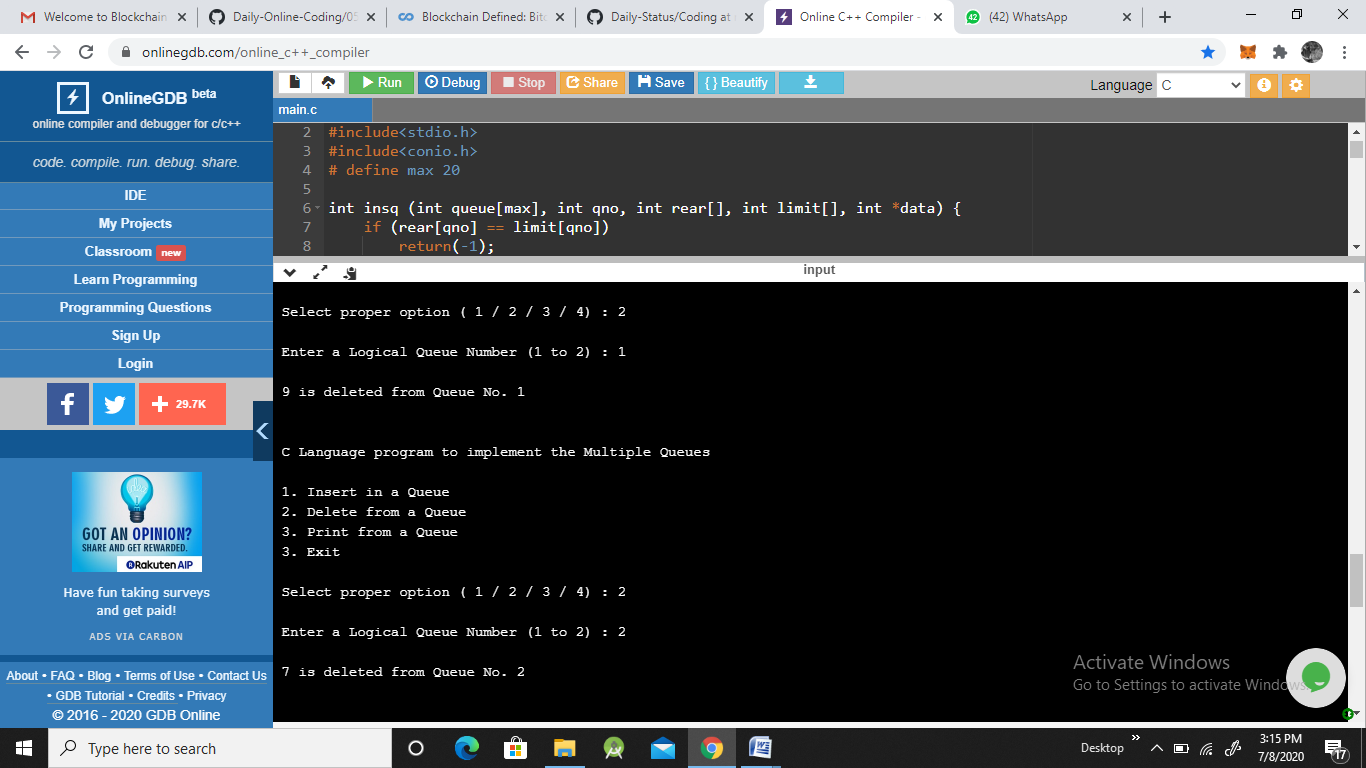 Welcome to Blockchain
Daily-Online-Coding/05
Blockchain Defined: Bitc
Daily-Status/Coding at
Online C++ Compiler -
42
(42) WhatsApp
onlinegdb.com/online_c++_compiler
OnlineGDB beta
online compiler and debugger for c/c++
code. compile. run. debug. share.
IDE
My Projects
Classroom new
Learn Programming
Programming Questions
Sign Up
Login
f
+ 29.7K
GOT AN OPINION?
SHARE AND GET REWARDED.
Rakuten AIP
Have fun taking surveys
and get paid!
ADS VIA CARBON
About • FAQ • Blog • Terms of Use • Contact Us
• GDB Tutorial • Credits • Privacy
© 2016 - 2020 GDB Online
Run
Debug
Stop
Share
Save
{ } Beautify
Language C
main.c
2 #include<stdio.h>
3 #include<conio.h>
4 # define max 20
5
6 int insq (int queue[max], int qno, int rear[], int limit[], int *data) {
7 if (rear[qno] == limit[qno])
8 return(-1);
input
Select proper option ( 1 / 2 / 3 / 4) : 2
Enter a Logical Queue Number (1 to 2) : 1
9 is deleted from Queue No. 1
C Language program to implement the Multiple Queues
1. Insert in a Queue
2. Delete from a Queue
3. Print from a Queue
3. Exit
Select proper option ( 1 / 2 / 3 / 4) : 2
Enter a Logical Queue Number (1 to 2) : 2
7 is deleted from Queue No. 2
Activate Windows
Go to Settings to activate Windows.
Type here to search
Desktop
3:15 PM
7/8/2020
17